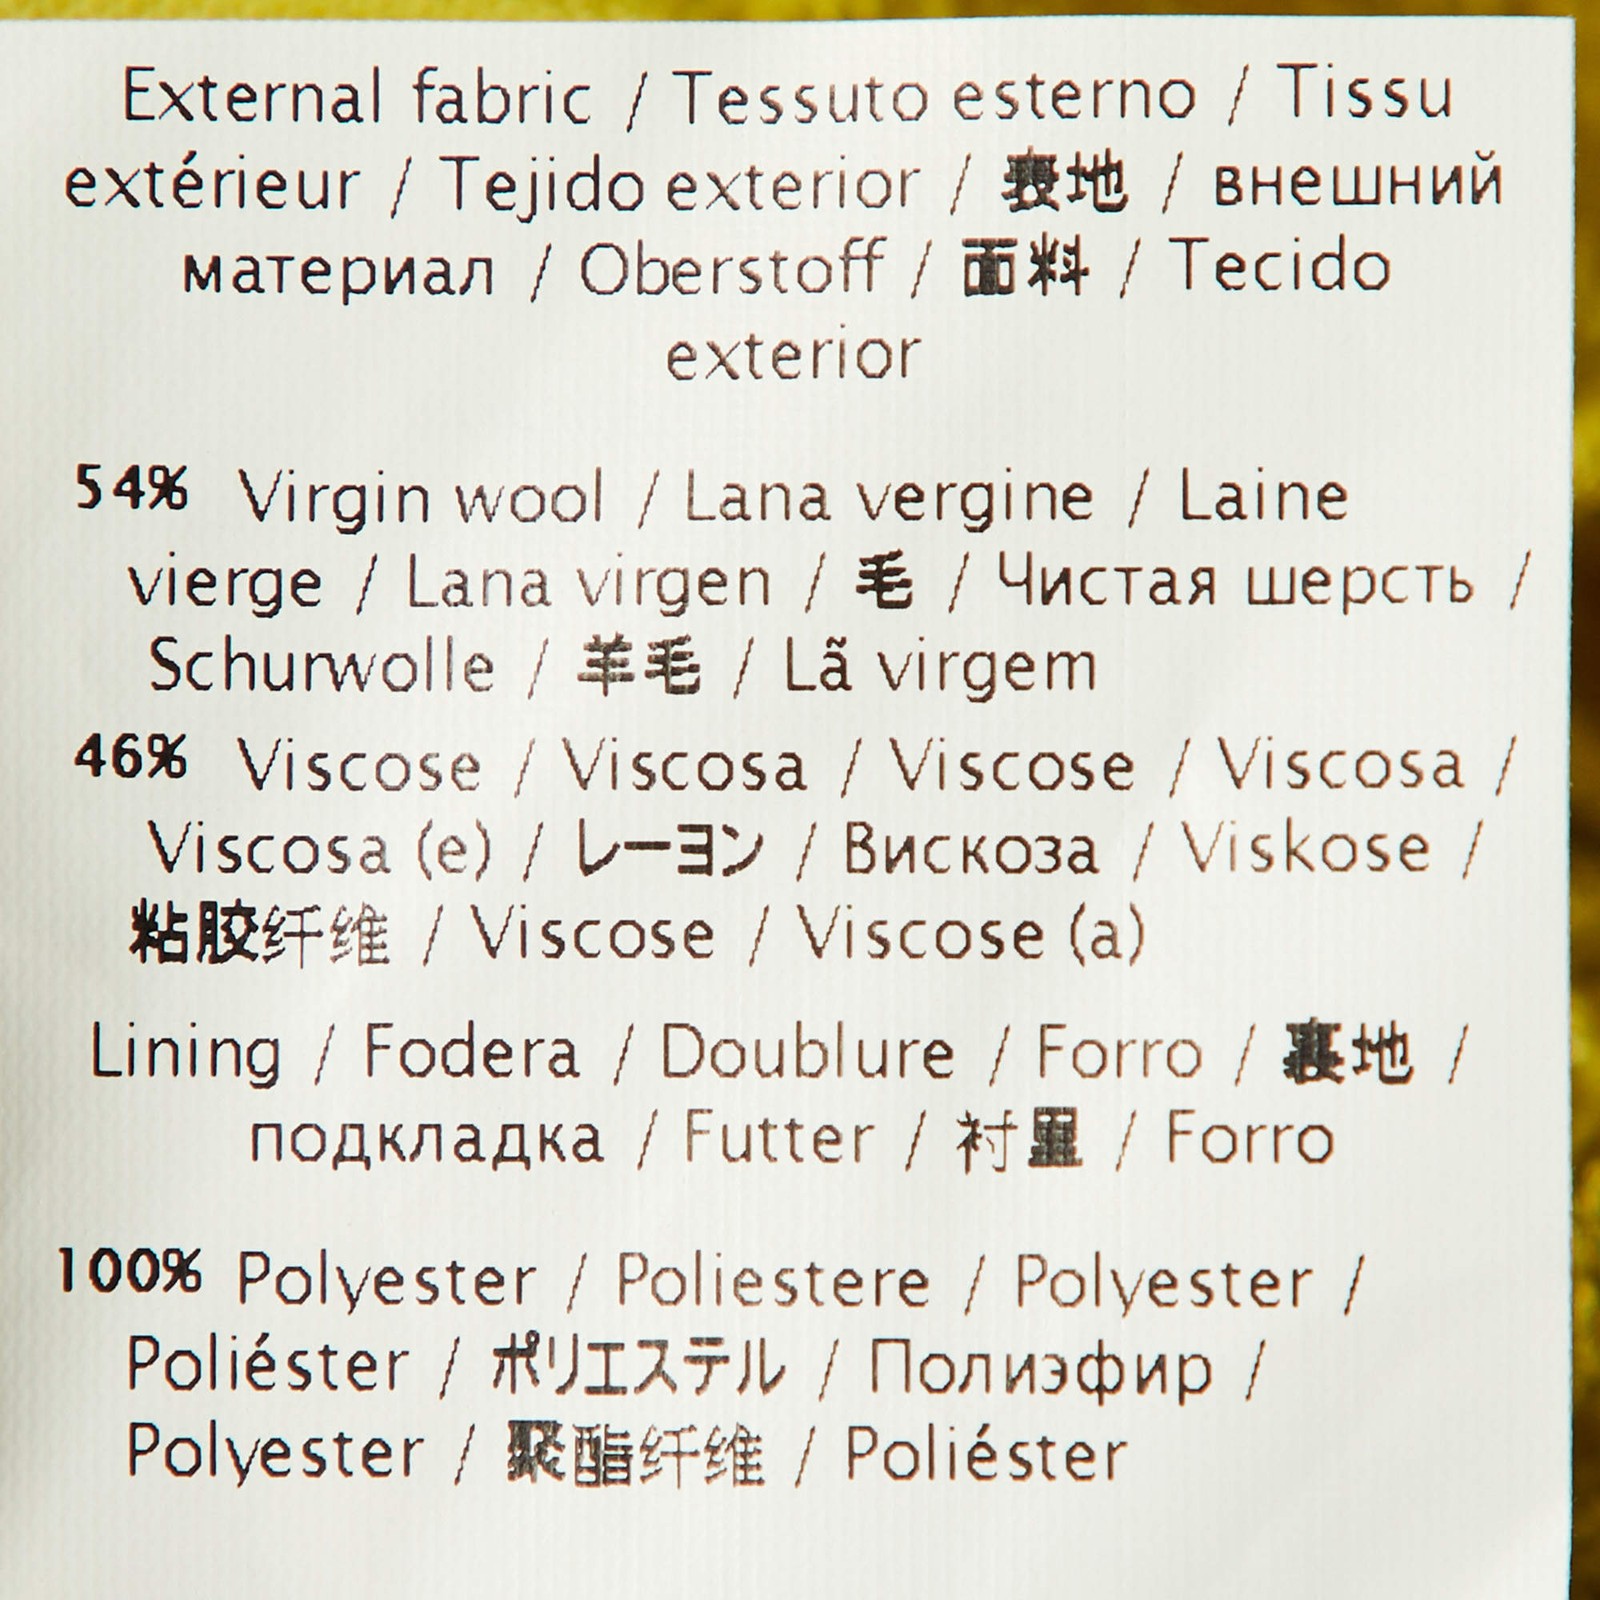 External fabric / Tessuto esterno / Tissu
extérieur / Tejido exterior / 表地 / внешний
материал / Oberstoff / 面料 / Tecido
exterior
54% Virgin wool / Lana vergine / Laine
vierge / Lana virgen / 毛 / Чистая шерсть /
Schurwolle / 羊毛 / Lã virgem
46% Viscose / Viscosa / Viscose / Viscosa /
Viscosa (e) / レーヨン / Вискоза / Viskose /
粘胶纤维 / Viscose / Viscose (a)
Lining / Fodera / Doublure / Forro / 裏地 /
подкладка / Futter / 衬里 / Forro
100% Polyester / Poliestere / Polyester /
Poliéster / ポリエステル / Полиэфир /
Polyester / 聚酯纤维 / Poliéster